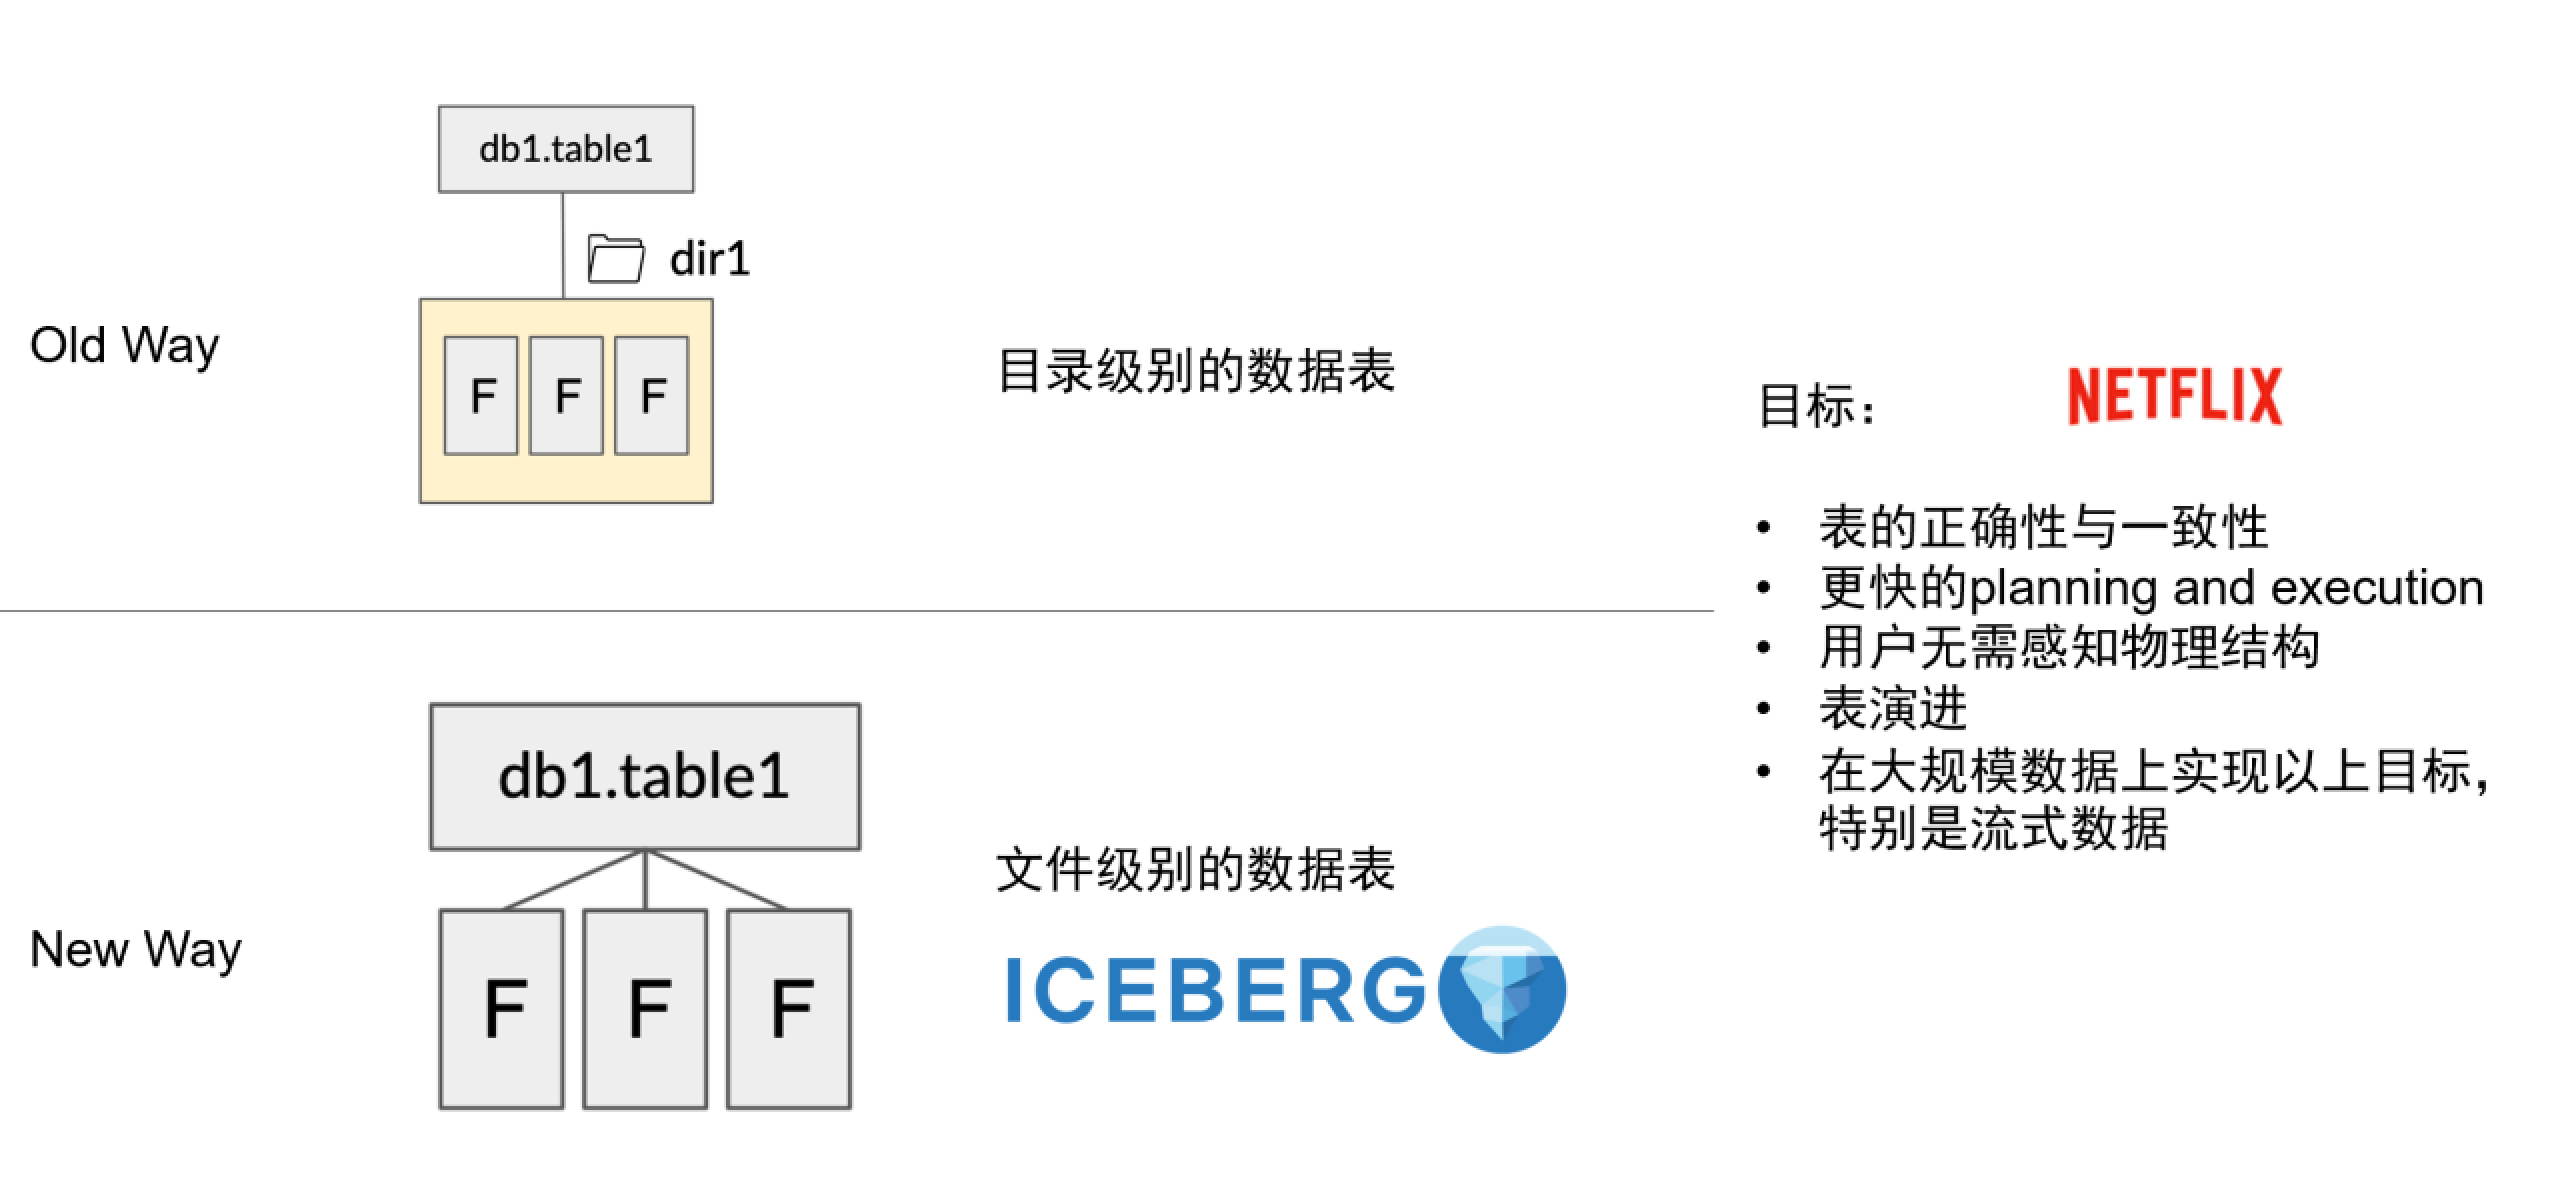 db1.table1
dir1
Old Way
F F F
目录级别的数据表
db1.table1
New Way
F F F
文件级别的数据表
ICEBERG
目标：
NETFLIX
• 表的正确性与一致性
• 更快的planning and execution
• 用户无需感知物理结构
• 表演进
• 在大规模数据上实现以上目标，
特别是流式数据